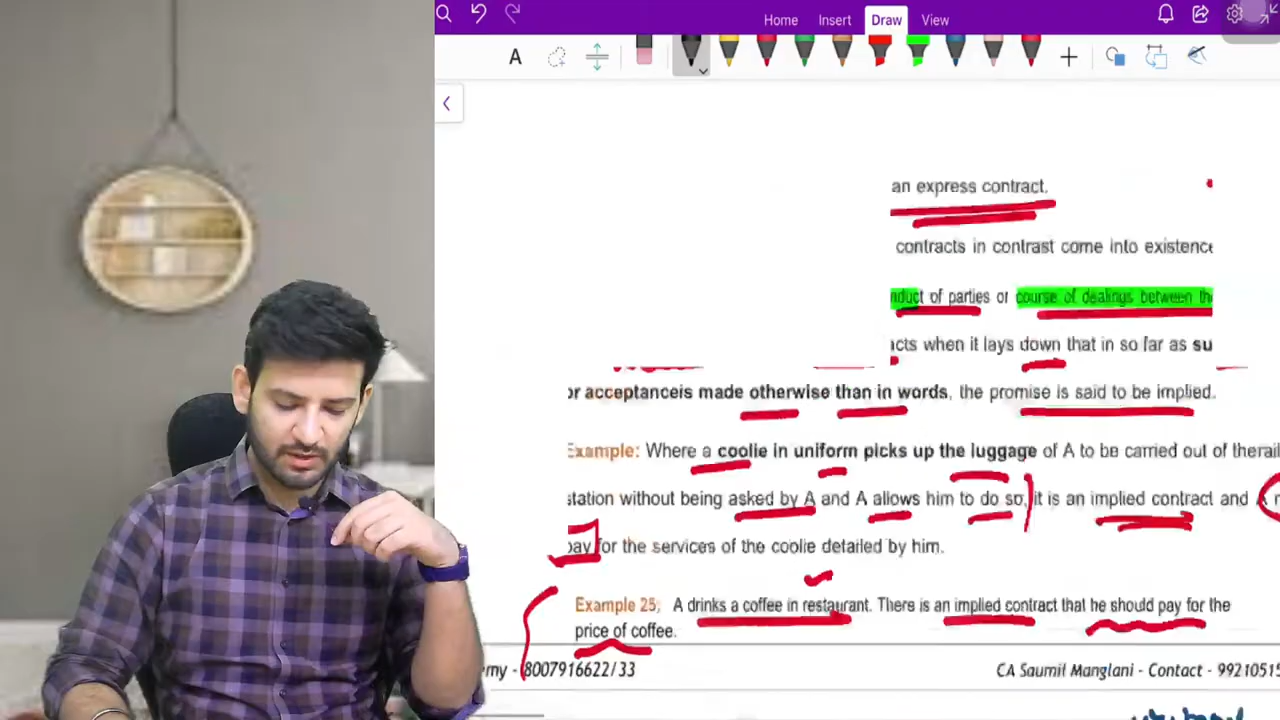 Home Insert Draw View
A
an express contract.
contracts in contrast come into existence
nduct of parties or course of dealings between th
acts when it lays down that in so far as su
or acceptanceis made otherwise than in words, the promise is said to be implied.
Example: Where a coolie in uniform picks up the luggage of A to be carried out of therail
station without being asked by A and A allows him to do so, it is an implied contract and A
pay for the services of the coolie detailed by him.
Example 25; A drinks a coffee in restaurant. There is an implied contract that he should pay for the
price of coffee.
emy - 8007916622/33 CA Saumil Manglani - Contact - 99210515